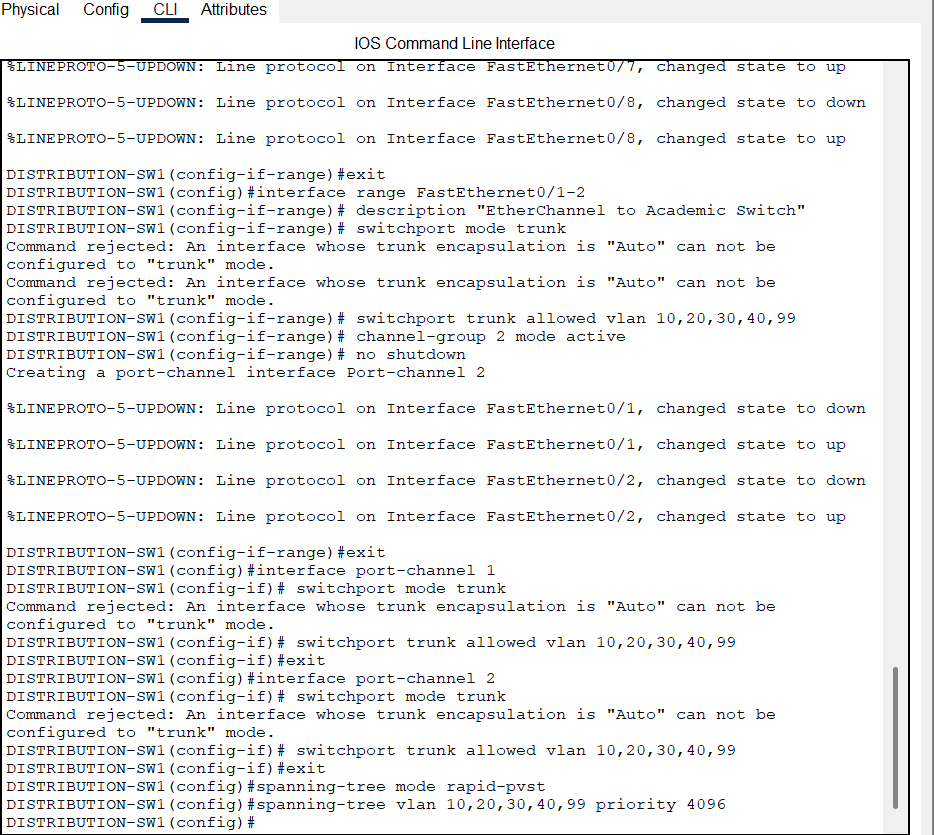 Physical Config CLI Attributes
IOS Command Line Interface
%LINEPROTO-5-UPDOWN: Line protocol on Interface FastEthernet0/7, changed state to up
%LINEPROTO-5-UPDOWN: Line protocol on Interface FastEthernet0/8, changed state to down
%LINEPROTO-5-UPDOWN: Line protocol on Interface FastEthernet0/8, changed state to up
DISTRIBUTION-SW1(config-if-range)#exit
DISTRIBUTION-SW1(config)#interface range FastEthernet0/1-2
DISTRIBUTION-SW1(config-if-range)# description "EtherChannel to Academic Switch"
DISTRIBUTION-SW1(config-if-range)# switchport mode trunk
Command rejected: An interface whose trunk encapsulation is "Auto" can not be
configured to "trunk" mode.
Command rejected: An interface whose trunk encapsulation is "Auto" can not be
configured to "trunk" mode.
DISTRIBUTION-SW1(config-if-range)# switchport trunk allowed vlan 10,20,30,40,99
DISTRIBUTION-SW1(config-if-range)# channel-group 2 mode active
DISTRIBUTION-SW1(config-if-range)# no shutdown
Creating a port-channel interface Port-channel 2
%LINEPROTO-5-UPDOWN: Line protocol on Interface FastEthernet0/1, changed state to down
%LINEPROTO-5-UPDOWN: Line protocol on Interface FastEthernet0/1, changed state to up
%LINEPROTO-5-UPDOWN: Line protocol on Interface FastEthernet0/2, changed state to down
%LINEPROTO-5-UPDOWN: Line protocol on Interface FastEthernet0/2, changed state to up
DISTRIBUTION-SW1(config-if-range)#exit
DISTRIBUTION-SW1(config)#interface port-channel 1
DISTRIBUTION-SW1(config-if)# switchport mode trunk
Command rejected: An interface whose trunk encapsulation is "Auto" can not be
configured to "trunk" mode.
DISTRIBUTION-SW1(config-if)# switchport trunk allowed vlan 10,20,30,40,99
DISTRIBUTION-SW1(config-if)#exit
DISTRIBUTION-SW1(config)#interface port-channel 2
DISTRIBUTION-SW1(config-if)# switchport mode trunk
Command rejected: An interface whose trunk encapsulation is "Auto" can not be
configured to "trunk" mode.
DISTRIBUTION-SW1(config-if)# switchport trunk allowed vlan 10,20,30,40,99
DISTRIBUTION-SW1(config-if)#exit
DISTRIBUTION-SW1(config)#spanning-tree mode rapid-pvst
DISTRIBUTION-SW1(config)#spanning-tree vlan 10,20,30,40,99 priority 4096
DISTRIBUTION-SW1(config)#